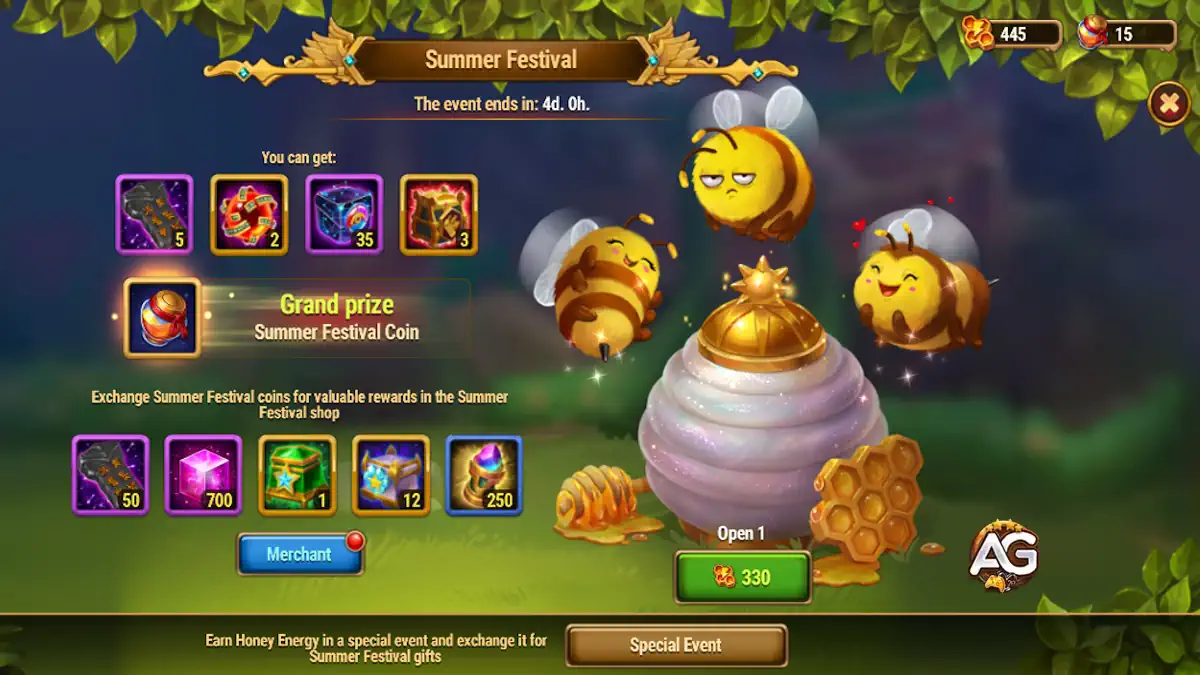 Summer Festival
445
15
The event ends in: 4d. 0h.
You can get:
5
2
35
3
Grand prize
Summer Festival Coin
Exchange Summer Festival coins for valuable rewards in the Summer
Festival shop
50
700
1
12
250
Merchant
Open 1
330
AG
Earn Honey Energy in a special event and exchange it for
Summer Festival gifts
Special Event